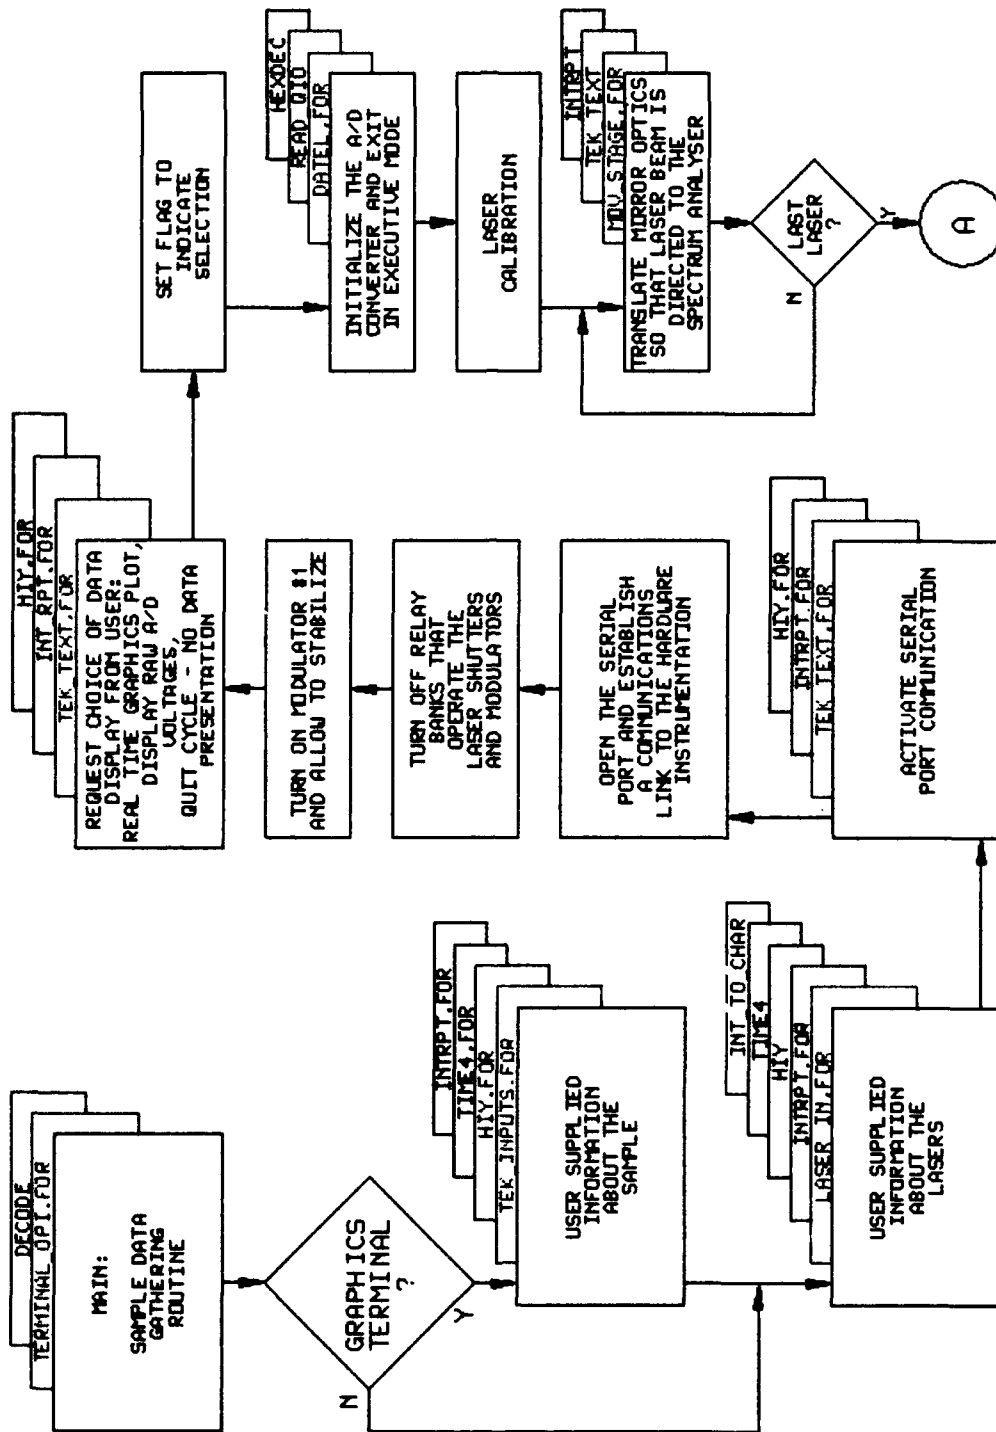 DECODE
TERMINAL_OPI.FOR
MAIN:
SAMPLE DATA
GATHERING
ROUTINE
GRAPHICS
TERMINAL
?
N
Y
INTRPT.FOR
TIME4.FOR
HIY.FOR
TEK_INPUTS.FOR
USER SUPPLIED
INFORMATION
ABOUT THE
SAMPLE
INT_TO_CHAR
TIME4
HIY
INTRPT.FOR
LASER_IN.FOR
USER SUPPLIED
INFORMATION
ABOUT THE
LASERS
HIY.FOR
INTRPT.FOR
TEK_TEXT.FOR
ACTIVATE SERIAL
PORT COMMUNICATION
OPEN THE SERIAL
PORT AND ESTABLISH
A COMMUNICATIONS
LINK TO THE HARDWARE
INSTRUMENTATION
TURN OFF RELAY
BANKS THAT
OPERATE THE
LASER SHUTTERS
AND MODULATORS
TURN ON MODULATOR #1
AND ALLOW TO STABILIZE
HIY.FOR
INT_RPT.FOR
TEK_TEXT.FOR
REQUEST CHOICE OF DATA
DISPLAY FROM USER:
REAL TIME GRAPHICS PLOT,
DISPLAY RAW A/D
VOLTAGES,
QUIT CYCLE - NO DATA
PRESENTATION
SET FLAG TO
INDICATE
SELECTION
HEXDEC
READ_QIO
DATEL.FOR
INITIALIZE THE A/D
CONVERTER AND EXIT
IN EXECUTIVE MODE
LASER
CALIBRATION
INTRPT
TEK_TEXT
MOV_STAGE.FOR
TRANSLATE MIRROR OPTICS
SO THAT LASER BEAM IS
DIRECTED TO THE
SPECTRUM ANALYSER
LAST
LASER
?
N
Y
A